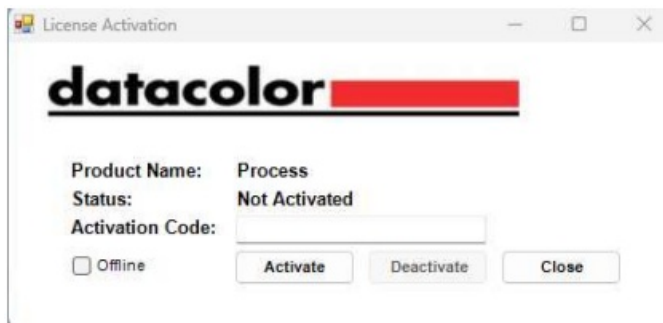 License Activation
datacolor
Product Name: Process
Status: Not Activated
Activation Code:
Offline Activate Deactivate Close